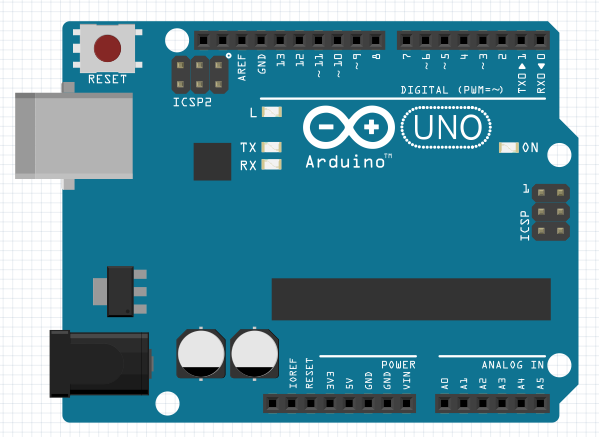 RESET
ICSP2
AREF
GND
13
12
~11
~10
~9
8
7
~6
~5
4
~3
2
TX0▶1
RX0◀0
DIGITAL (PWM=~)
L
TX
RX
Arduino™
UNO
ON
1
ICSP
IOREF
RESET
3V3
5V
GND
GND
VIN
POWER
ANALOG IN
A0
A1
A2
A3
A4
A5